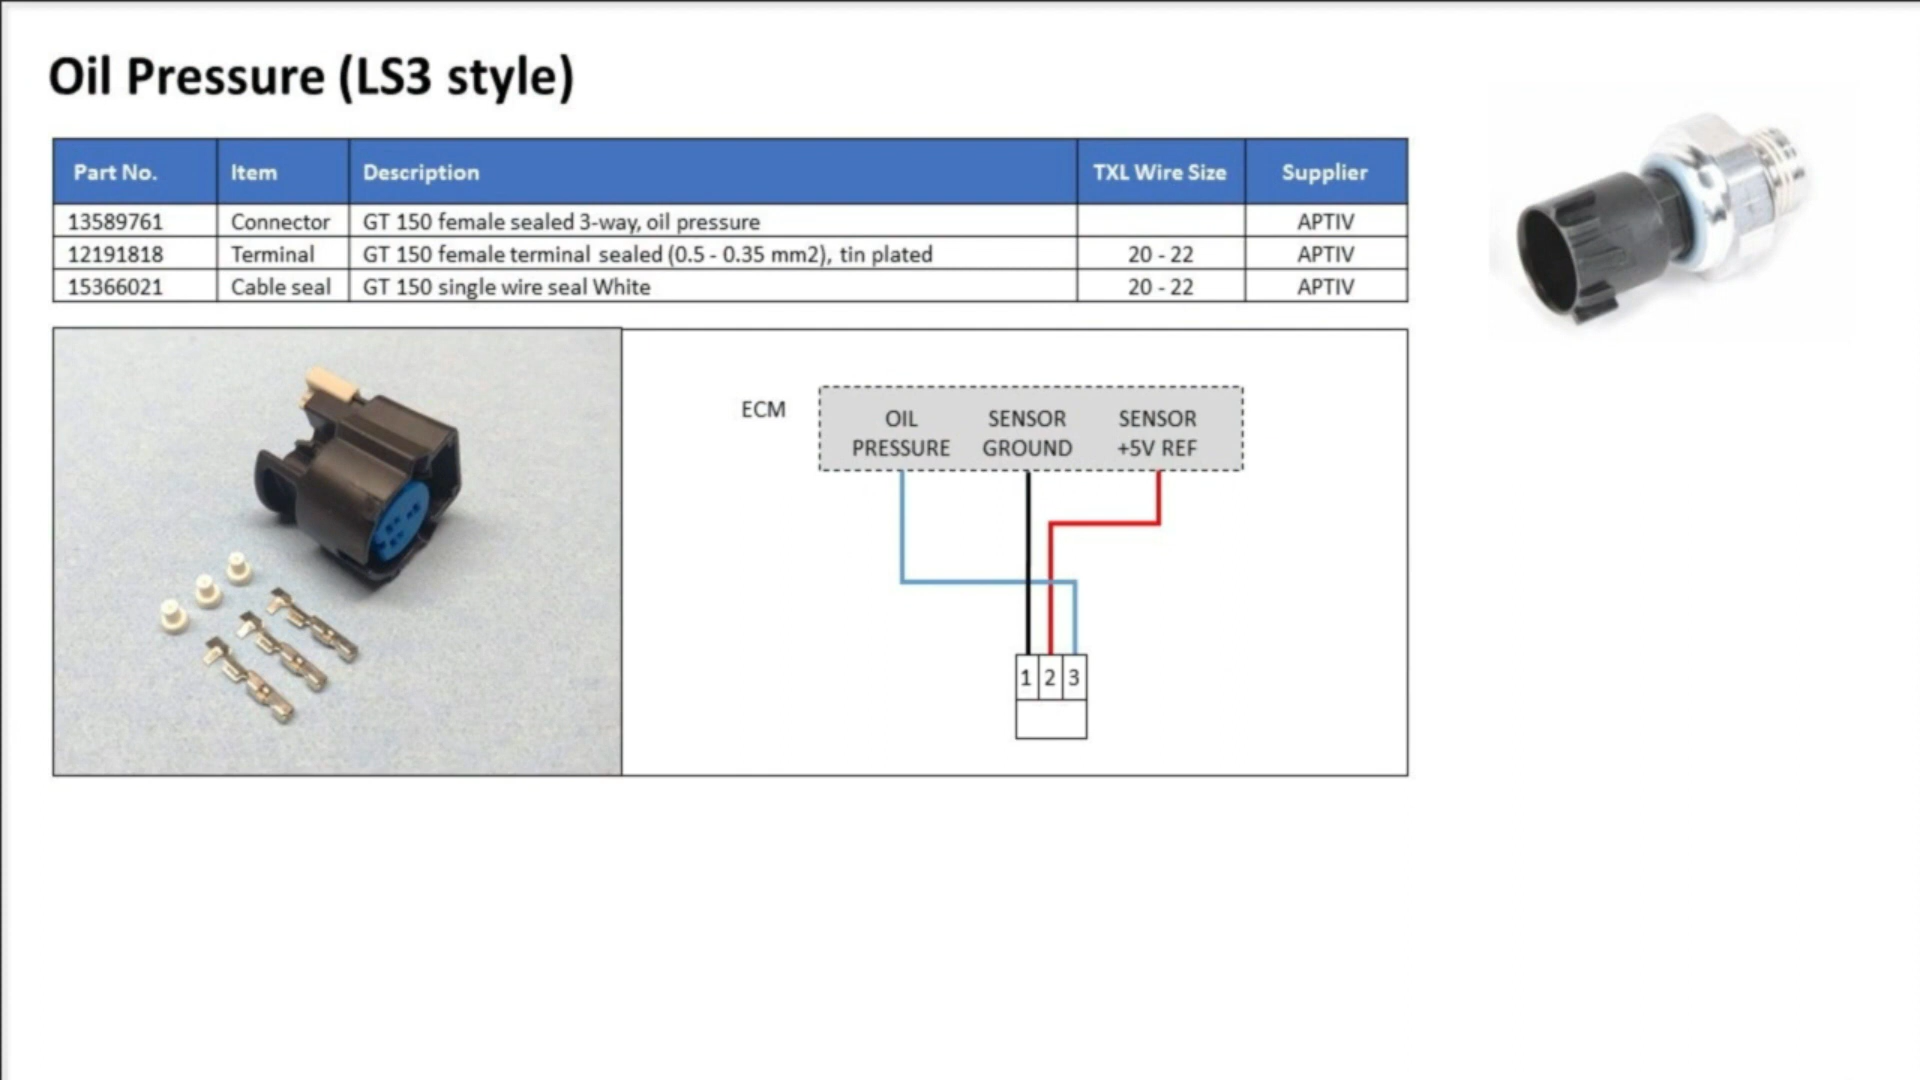 Oil Pressure (LS3 style)
Part No. Item Description TXL Wire Size Supplier
13589761 Connector GT 150 female sealed 3-way, oil pressure APTIV
12191818 Terminal GT 150 female terminal sealed (0.5 - 0.35 mm2), tin plated 20 - 22 APTIV
15366021 Cable seal GT 150 single wire seal White 20 - 22 APTIV
ECM
OIL SENSOR SENSOR
PRESSURE GROUND +5V REF
1 2 3